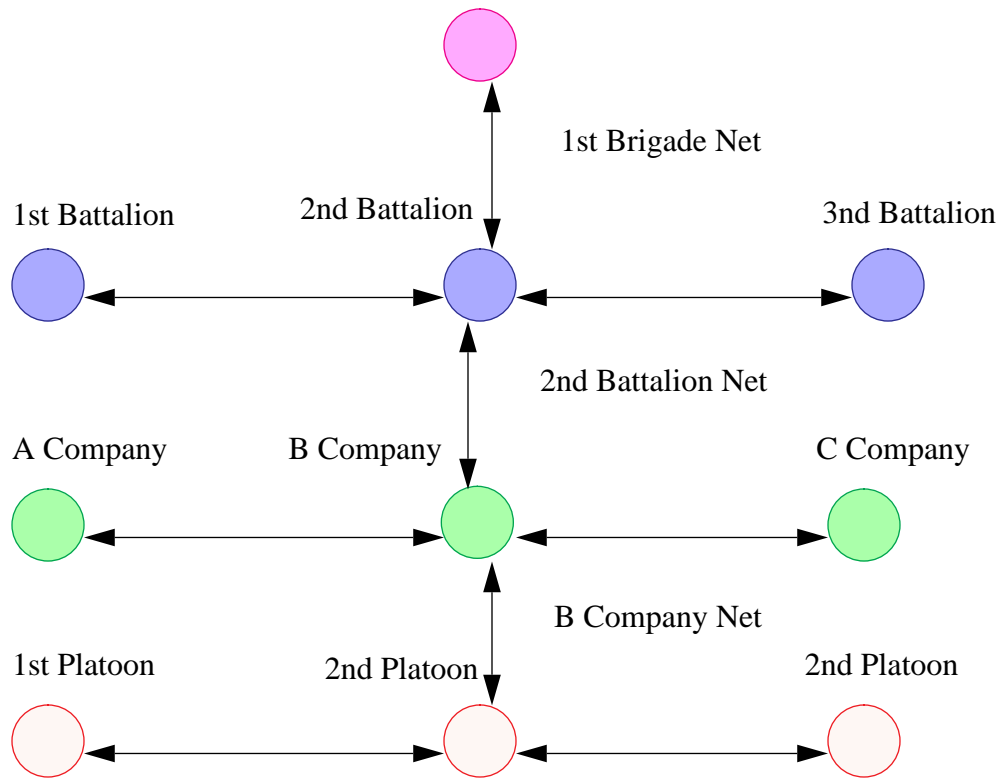 1st Brigade Net
1st Battalion
2nd Battalion
3nd Battalion
2nd Battalion Net
A Company
B Company
C Company
B Company Net
1st Platoon
2nd Platoon
2nd Platoon